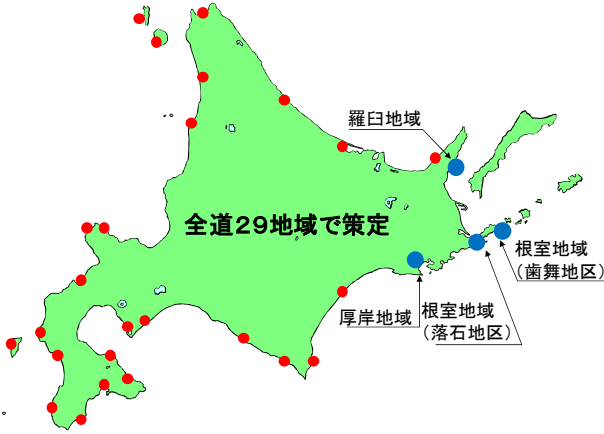 羅臼地域
全道29地域で策定
根室地域
（歯舞地区）
厚岸地域
根室地域
（落石地区）